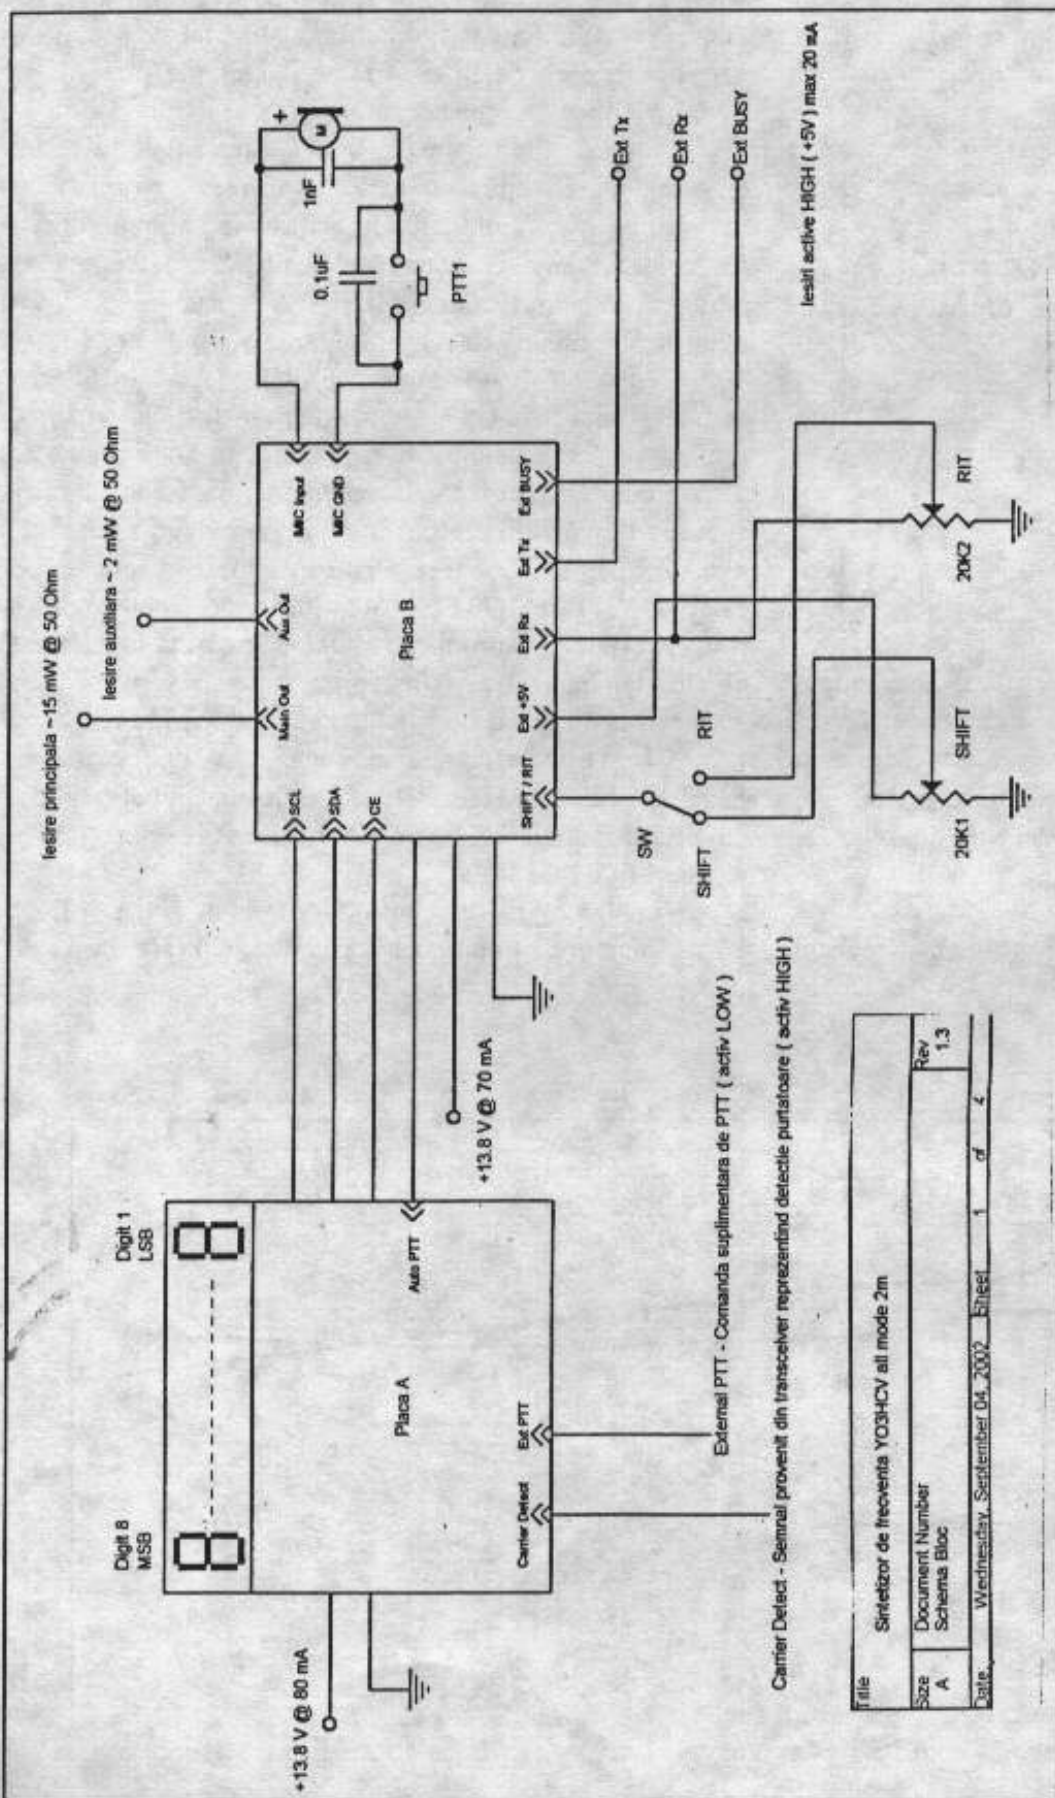 Iesire principala ~15 mW @ 50 Ohm
Iesire auxiliara ~ 2 mW @ 50 Ohm
+
M
1nF
0.1uF
PTT1
Digit 8
MSB
Digit 1
LSB
Main Out
Aux Out
MIC Input
MIC GND
SCL
SDA
CE
Placa A
Auto PTT
Placa B
Carrier Detect
Ext PTT
SHIFT / RIT
Ext +5V
Ext Rx
Ext Tx
Ext BUSY
+13.8 V @ 80 mA
+13.8 V @ 70 mA
Ext Tx
Ext Rx
Ext BUSY
SW
SHIFT
RIT
Iesiri active HIGH ( +5V ) max 20 mA
External PTT - Comanda suplimentara de PTT ( activ LOW )
Carrier Detect - Semnal provenit din transceiver reprezentind detectie purtatoare ( activ HIGH )
SHIFT
RIT
20K1
20K2
Title
Sintetizor de frecventa YO3HCV all mode 2m
Size
A
Document Number
Schema Bloc
Rev
1.3
Date:
Wednesday, September 04, 2002
Sheet
1
of
4